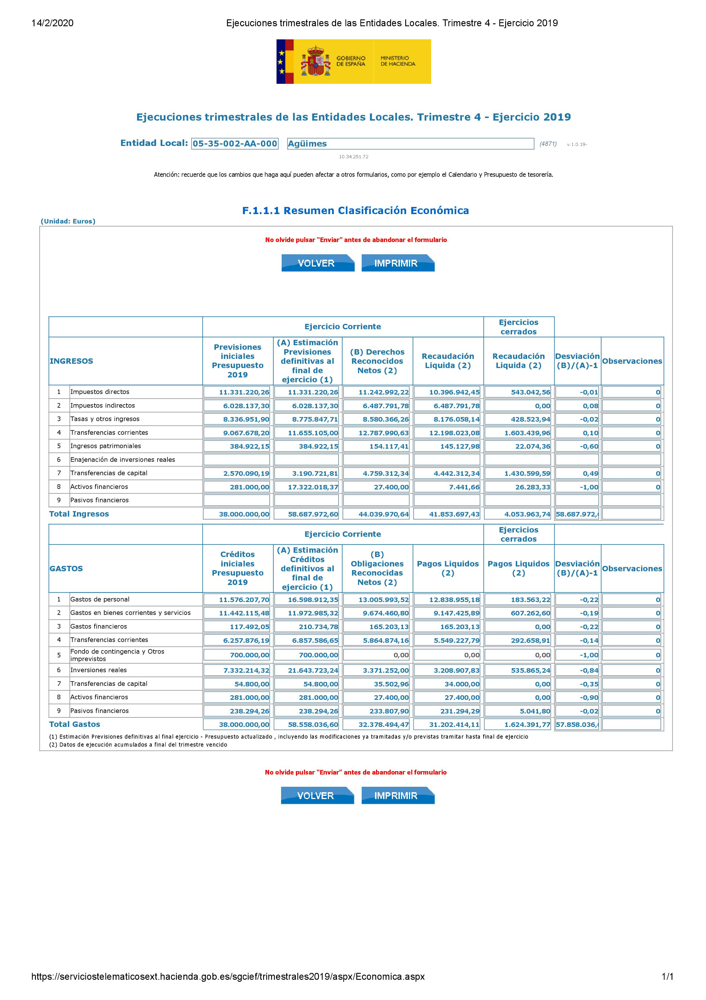 14/2/2020 Ejecuciones trimestrales de las Entidades Locales. Trimestre 4 - Ejercicio 2019
GOBIERNO DE ESPAÑA MINISTERIO DE HACIENDA
Ejecuciones trimestrales de las Entidades Locales. Trimestre 4 - Ejercicio 2019
Entidad Local: 05-35-002-AA-000 Agüimes (4871) v.1.0.19-
10.34.251.72
Atención: recuerde que los cambios que haga aquí pueden afectar a otros formularios, como por ejemplo el Calendario y Presupuesto de tesorería.
F.1.1.1 Resumen Clasificación Económica
(Unidad: Euros)
No olvide pulsar “Enviar” antes de abandonar el formulario
VOLVER IMPRIMIR
Ejercicio Corriente Ejercicios cerrados
INGRESOS Previsiones iniciales Presupuesto 2019 (A) Estimación Previsiones definitivas al final de ejercicio (1) (B) Derechos Reconocidos Netos (2) Recaudación Liquida (2) Recaudación Liquida (2) Desviación (B)/(A)-1 Observaciones
1 Impuestos directos 11.331.220,26 11.331.220,26 11.242.992,22 10.396.942,45 543.042,56 -0,01 0
2 Impuestos indirectos 6.028.137,30 6.028.137,30 6.487.791,78 6.487.791,78 0,00 0,08 0
3 Tasas y otros ingresos 8.336.951,90 8.775.847,71 8.580.366,26 8.176.058,14 428.523,94 -0,02 0
4 Transferencias corrientes 9.067.678,20 11.655.105,00 12.787.990,63 12.198.023,08 1.603.439,96 0,10 0
5 Ingresos patrimoniales 384.922,15 384.922,15 154.117,41 145.127,98 22.074,36 -0,60 0
6 Enajenación de inversiones reales
7 Transferencias de capital 2.570.090,19 3.190.721,81 4.759.312,34 4.442.312,34 1.430.599,59 0,49 0
8 Activos financieros 281.000,00 17.322.018,37 27.400,00 7.441,66 26.283,33 -1,00 0
9 Pasivos financieros
Total Ingresos 38.000.000,00 58.687.972,60 44.039.970,64 41.853.697,43 4.053.963,74 58.687.972,
Ejercicio Corriente Ejercicios cerrados
GASTOS Créditos iniciales Presupuesto 2019 (A) Estimación Créditos definitivos al final de ejercicio (1) (B) Obligaciones Reconocidas Netos (2) Pagos Liquidos (2) Pagos Liquidos (2) Desviación (B)/(A)-1 Observaciones
1 Gastos de personal 11.576.207,70 16.598.912,35 13.005.993,52 12.838.955,18 183.563,22 -0,22 0
2 Gastos en bienes corrientes y servicios 11.442.115,48 11.972.985,32 9.674.460,80 9.147.425,89 607.262,60 -0,19 0
3 Gastos financieros 117.492,05 210.734,78 165.203,13 165.203,13 0,00 -0,22 0
4 Transferencias corrientes 6.257.876,19 6.857.586,65 5.864.874,16 5.549.227,79 292.658,91 -0,14 0
5 Fondo de contingencia y Otros imprevistos 700.000,00 700.000,00 0,00 0,00 0,00 -1,00 0
6 Inversiones reales 7.332.214,32 21.643.723,24 3.371.252,00 3.208.907,83 535.865,24 -0,84 0
7 Transferencias de capital 54.800,00 54.800,00 35.502,96 34.000,00 0,00 -0,35 0
8 Activos financieros 281.000,00 281.000,00 27.400,00 27.400,00 0,00 -0,90 0
9 Pasivos financieros 238.294,26 238.294,26 233.807,90 231.294,29 5.041,80 -0,02 0
Total Gastos 38.000.000,00 58.558.036,60 32.378.494,47 31.202.414,11 1.624.391,77 57.858.036,
(1) Estimación Previsiones definitivas al final ejercicio - Presupuesto actualizado , incluyendo las modificaciones ya tramitadas y/o previstas tramitar hasta final de ejercicio
(2) Datos de ejecución acumulados a final del trimestre vencido
No olvide pulsar “Enviar” antes de abandonar el formulario
VOLVER IMPRIMIR
https://serviciostelematicosext.hacienda.gob.es/sgcief/trimestrales2019/aspx/Economica.aspx 1/1